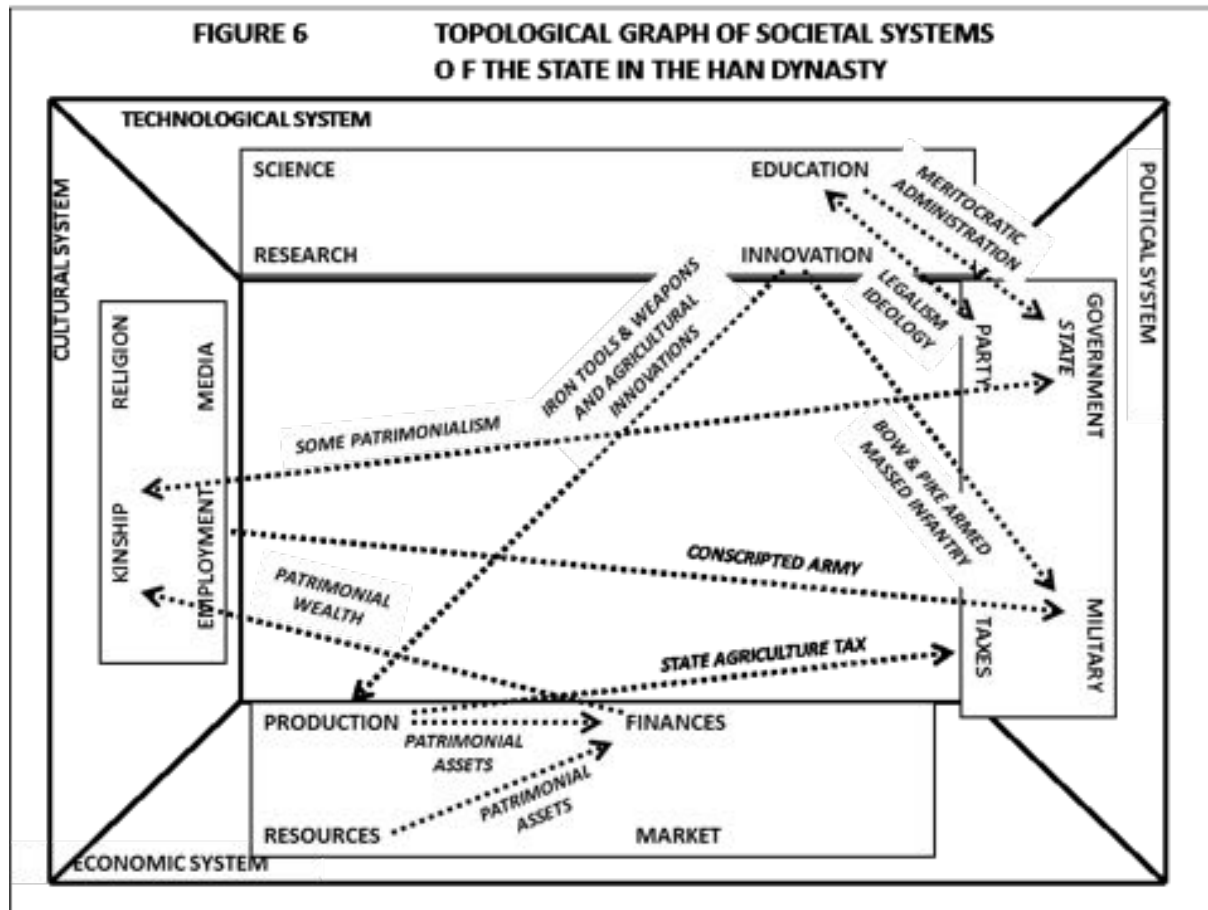 FIGURE 6 TOPOLOGICAL GRAPH OF SOCIETAL SYSTEMS
O F THE STATE IN THE HAN DYNASTY
TECHNOLOGICAL SYSTEM
SCIENCE
EDUCATION
RESEARCH
INNOVATION
MERITOCRATIC
ADMINISTRATION
LEGALISM
IDEOLOGY
POLITICAL SYSTEM
CULTURAL SYSTEM
RELIGION
MEDIA
KINSHIP
EMPLOYMENT
IRON TOOLS & WEAPONS
AND AGRICULTURAL
INNOVATIONS
SOME PATRIMONIALISM
PARTY
STATE
GOVERNMENT
BOW & PIKE ARMED
MASSED INFANTRY
CONSCRIPTED ARMY
PATRIMONIAL
WEALTH
STATE AGRICULTURE TAX
TAXES
MILITARY
PRODUCTION
FINANCES
PATRIMONIAL
ASSETS
PATRIMONIAL
ASSETS
RESOURCES
MARKET
ECONOMIC SYSTEM